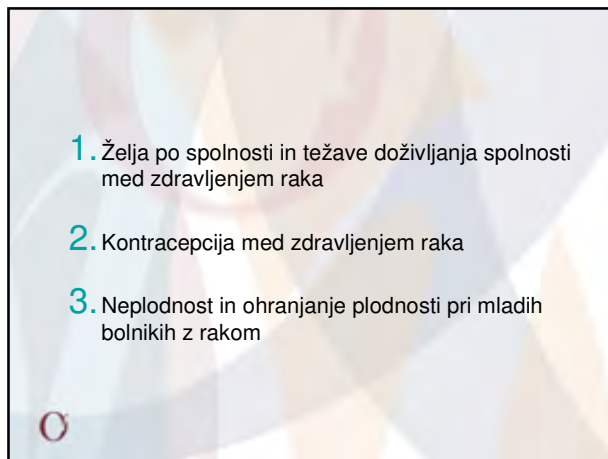 1. Želja po spolnosti in težave doživljanja spolnosti
med zdravljenjem raka
2. Kontracepcija med zdravljenjem raka
3. Neplodnost in ohranjanje plodnosti pri mladih
bolnikih z rakom